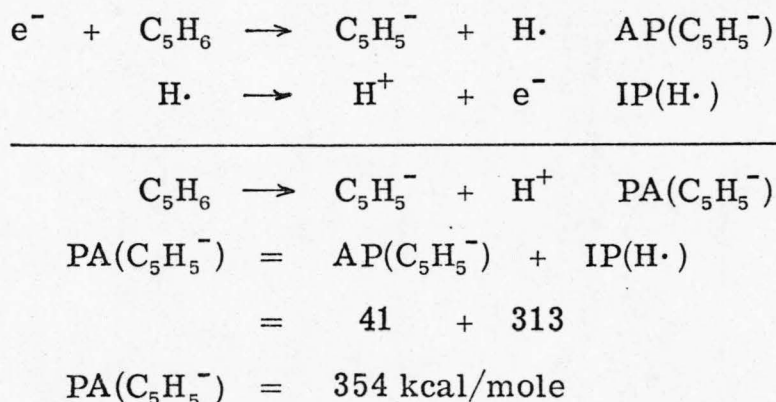 e⁻ + C₅H₆ → C₅H₅⁻ + H· AP(C₅H₅⁻)
H· → H⁺ + e⁻ IP(H·)
C₅H₆ → C₅H₅⁻ + H⁺ PA(C₅H₅⁻)
PA(C₅H₅⁻) = AP(C₅H₅⁻) + IP(H·)
= 41 + 313
PA(C₅H₅⁻) = 354 kcal/mole